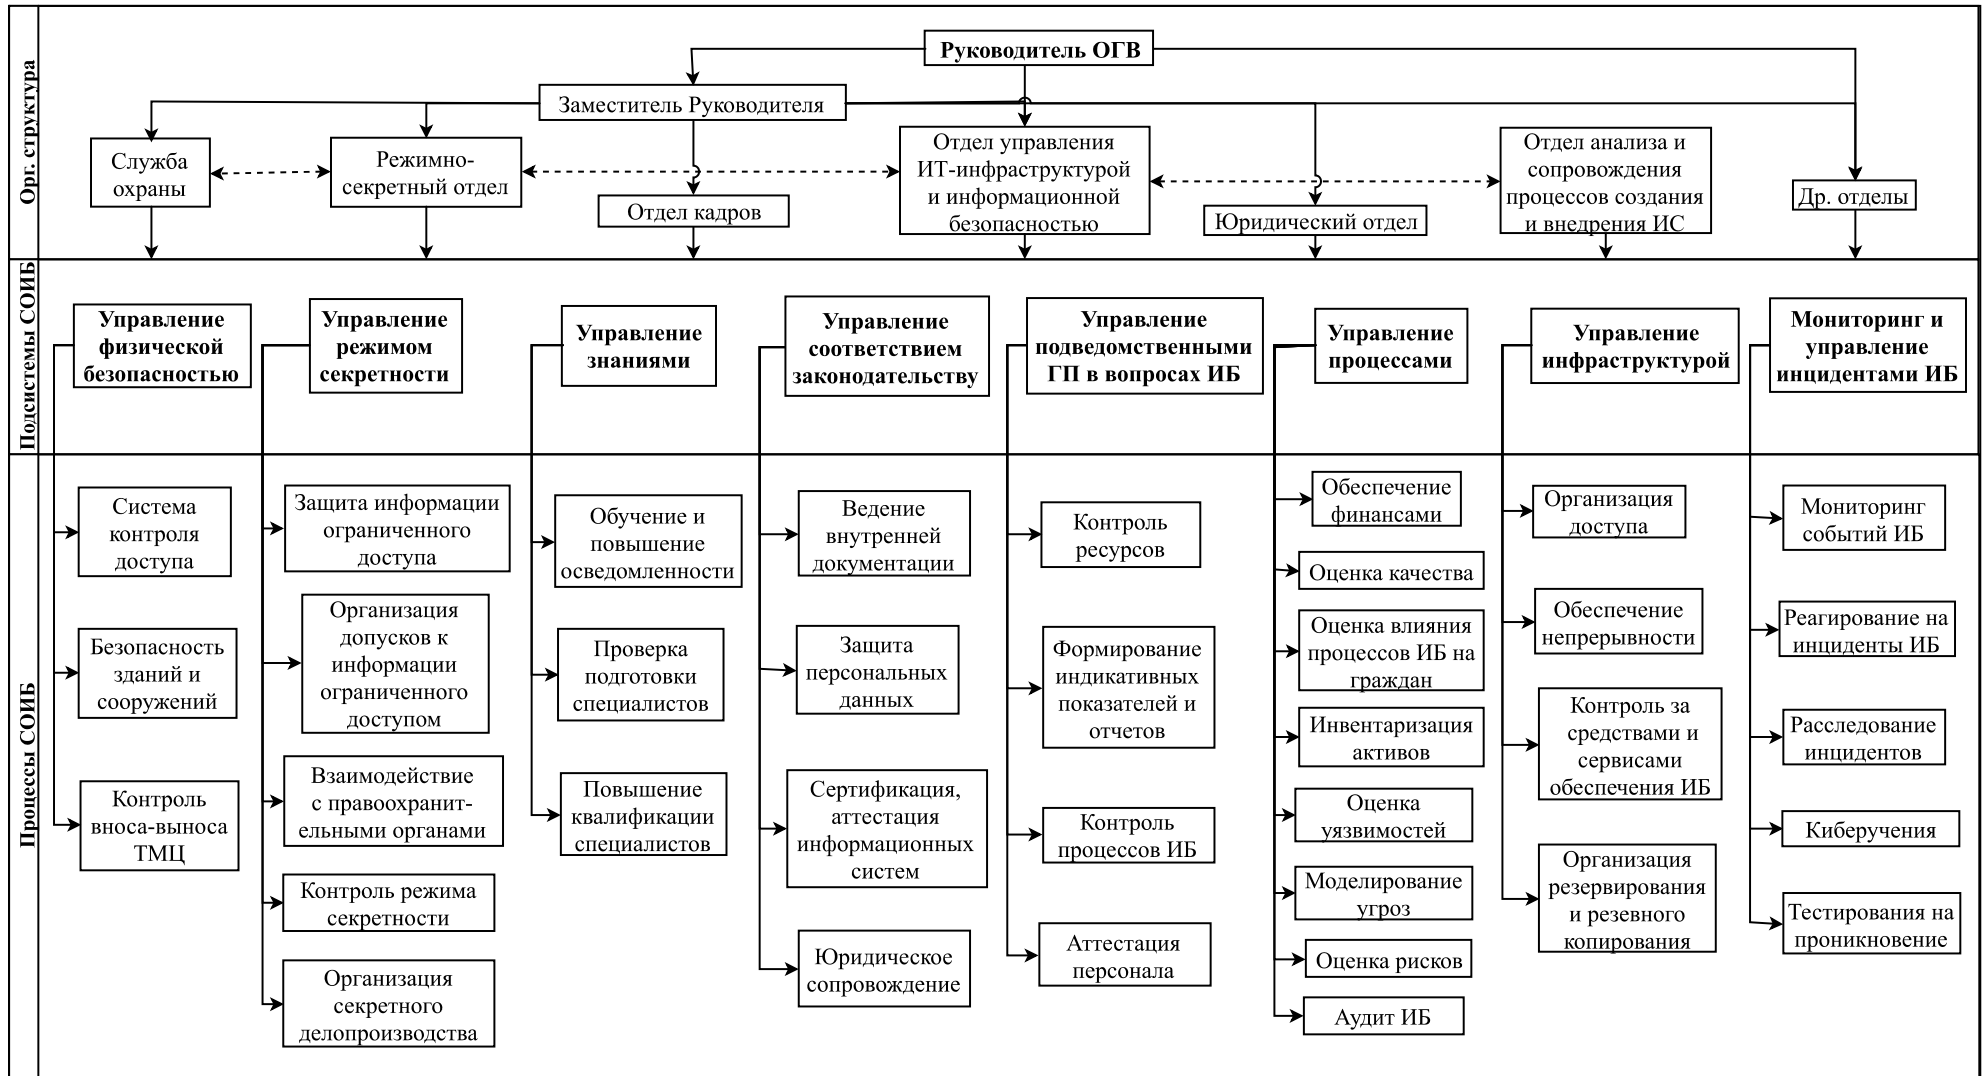 Орг. структура
Руководитель ОГВ
Заместитель Руководителя
Служба
охраны
Режимно-
секретный отдел
Отдел кадров
Отдел управления
ИТ-инфраструктурой
и информационной
безопасностью
Юридический отдел
Отдел анализа и
сопровождения
процессов создания
и внедрения ИС
Др. отделы
Подсистемы СОИБ
Управление
физической
безопасностью
Управление
режимом
секретности
Управление
знаниями
Управление
соответствием
законодательству
Управление
подведомственными
ГП в вопросах ИБ
Управление
процессами
Управление
инфраструктурой
Мониторинг и
управление
инцидентами ИБ
Процессы СОИБ
Система
контроля
доступа
Безопасность
зданий и
сооружений
Контроль
вноса-выноса
ТМЦ
Защита информации
ограниченного
доступа
Организация
допусков к
информации
ограниченного
доступом
Взаимодействие
с правоохранит-
ельными органами
Контроль режима
секретности
Организация
секретного
делопроизводства
Обучение и
повышение
осведомленности
Проверка
подготовки
специалистов
Повышение
квалификации
специалистов
Ведение
внутренней
документации
Защита
персональных
данных
Сертификация,
аттестация
информационных
систем
Юридическое
сопровождение
Контроль
ресурсов
Формирование
индикативных
показателей и
отчетов
Контроль
процессов ИБ
Аттестация
персонала
Обеспечение
финансами
Оценка качества
Оценка влияния
процессов ИБ на
граждан
Инвентаризация
активов
Оценка
уязвимостей
Моделирование
угроз
Оценка рисков
Аудит ИБ
Организация
доступа
Обеспечение
непрерывности
Контроль за
средствами и
сервисами
обеспечения ИБ
Организация
резервирования
и резевного
копирования
Мониторинг
событий ИБ
Реагирование на
инциденты ИБ
Расследование
инцидентов
Киберучения
Тестирования на
проникновение